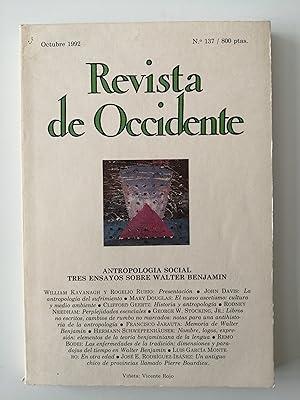 Octubre 1992
N.º 137 / 800 ptas.
Revista
de Occidente
ANTROPOLOGIA SOCIAL
TRES ENSAYOS SOBRE WALTER BENJAMIN
WILLIAM KAVANAGH Y ROGELIO RUBIO: Presentación • JOHN DAVIS: La
antropología del sufrimiento • MARY DOUGLAS: El nuevo ascetismo: cultura
y medio ambiente • CLIFFORD GEERTZ: Historia y antropología • RODNEY
NEEDHAM: Perplejidades esenciales • GEORGE W. STOCKING, JR.: Libros
no escritos, cambios de rumbo no marcados: notas para una antihisto-
ria de la antropología • FRANCISCO JARAUTA: Memoria de Walter
Benjamin • HERMANN SCHWEPPENHÄUSER: Nombre, logos, expre-
sión: elementos de la teoría benjaminiana de la lengua • REMO
BODEI: Las enfermedades de la tradición: dimensiones y para-
dojas del tiempo en Walter Benjamin • LUIS GARCÍA MONTE-
RO: En otra edad • JOSÉ E. RODRÍGUEZ-IBÁÑEZ: Un antiguo
chico de provincias llamado Pierre Bourdieu.
Viñeta: Vicente Rojo